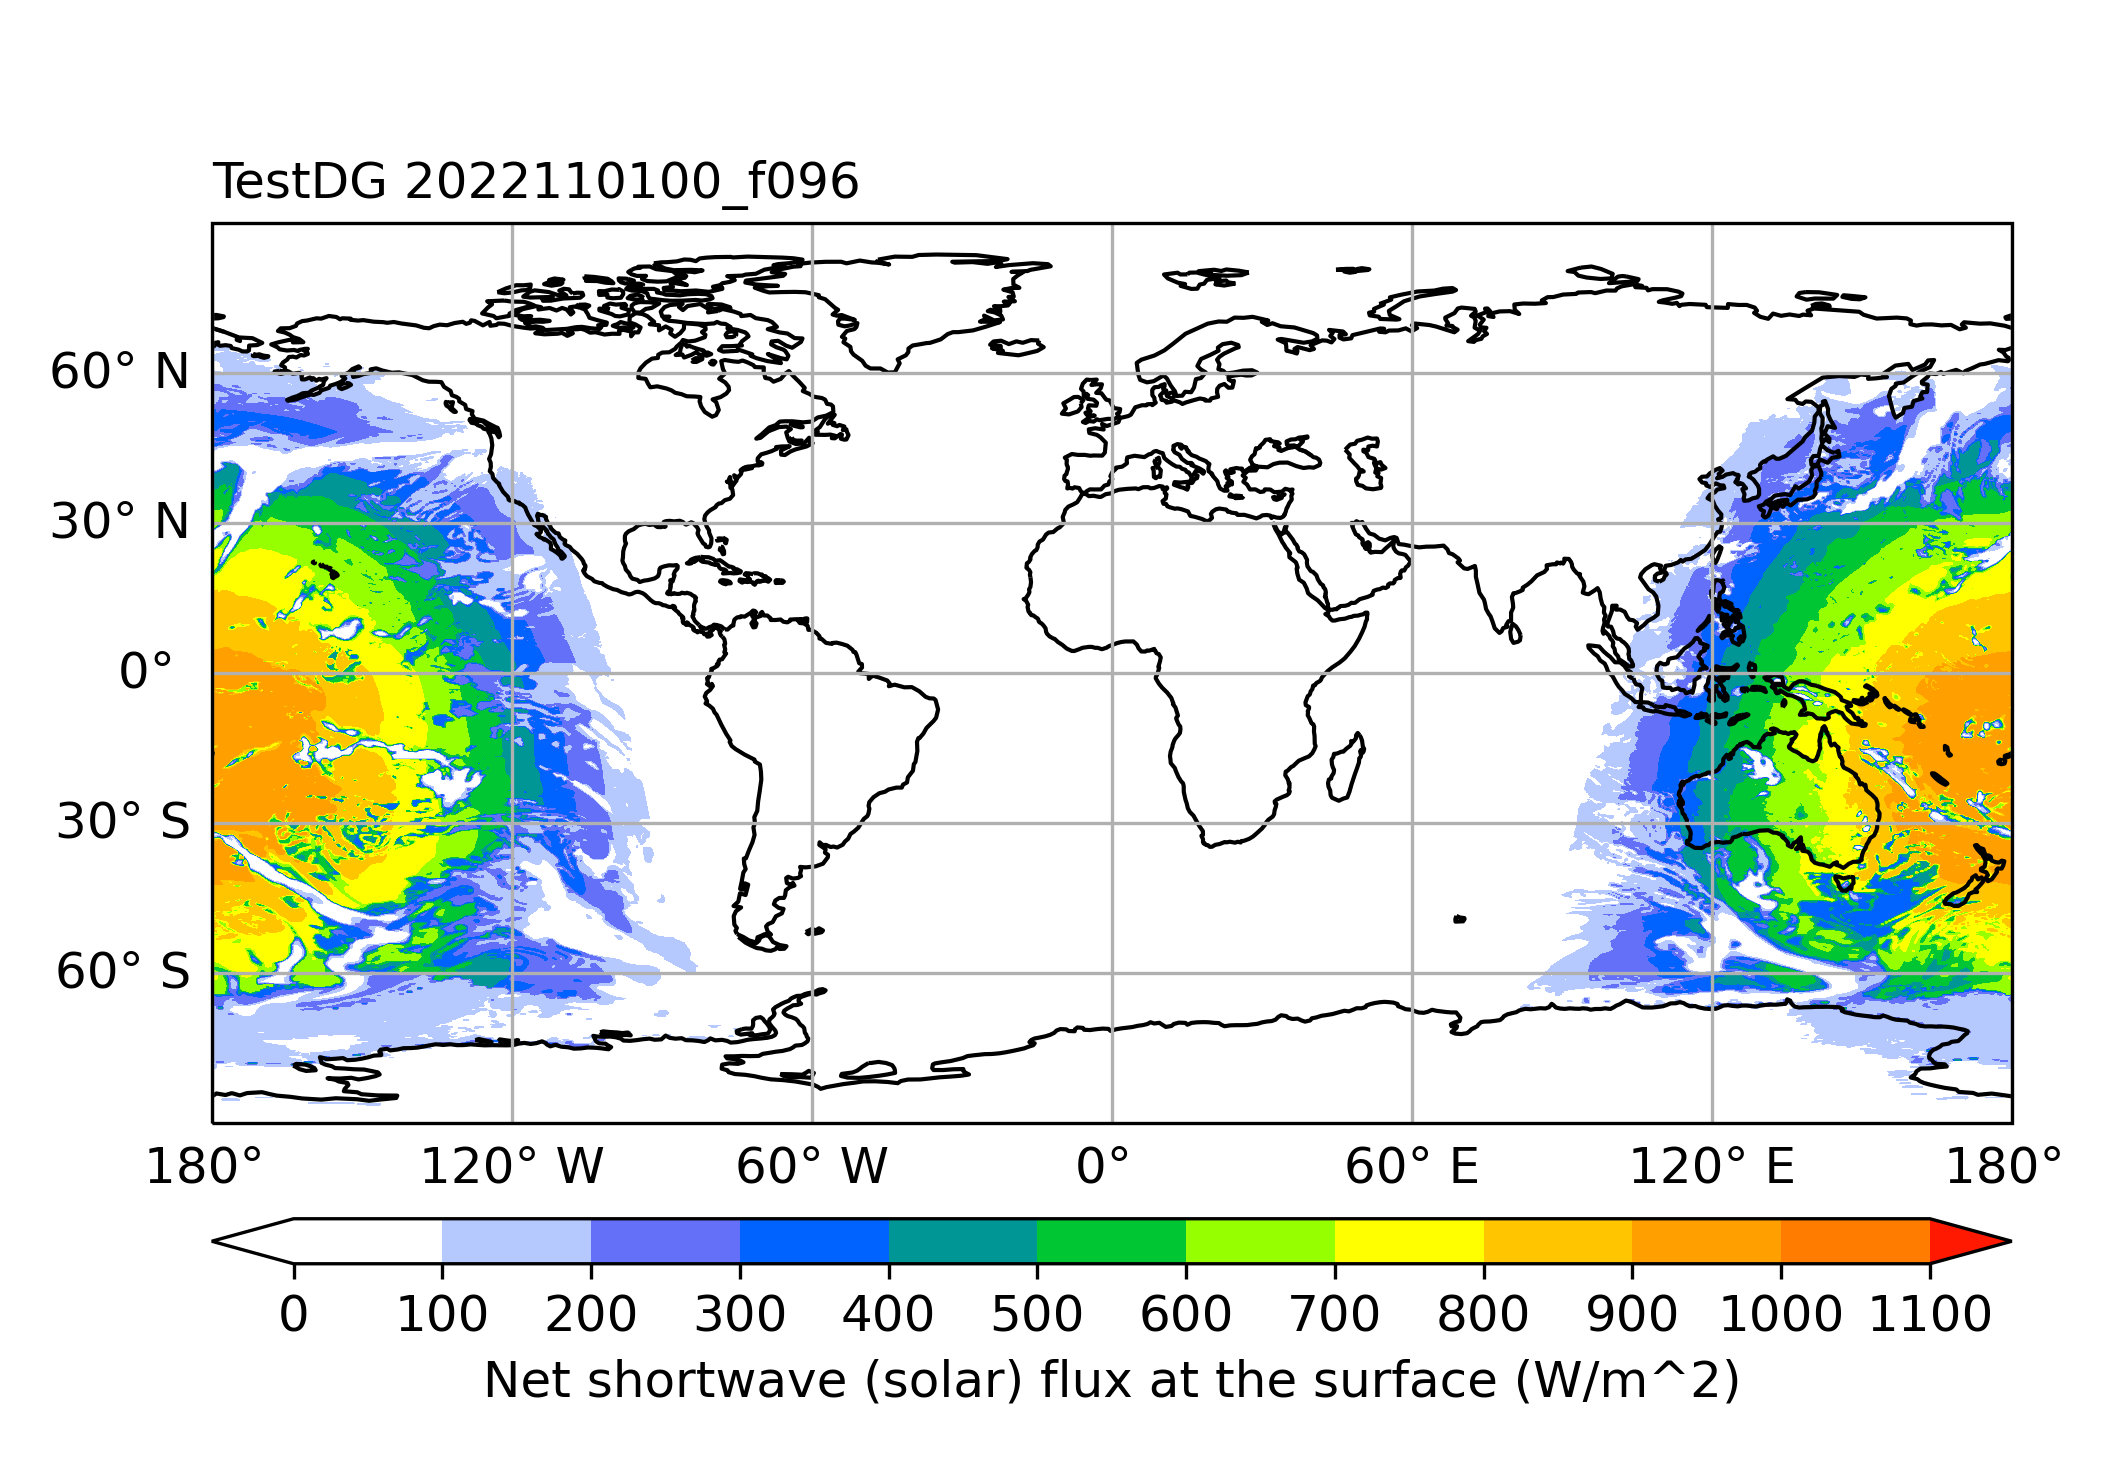 TestDG 2022110100_f096
60° N
30° N
0°
30° S
60° S
180° 120° W 60° W 0° 60° E 120° E 180°
0 100 200 300 400 500 600 700 800 900 1000 1100
Net shortwave (solar) flux at the surface (W/m^2)